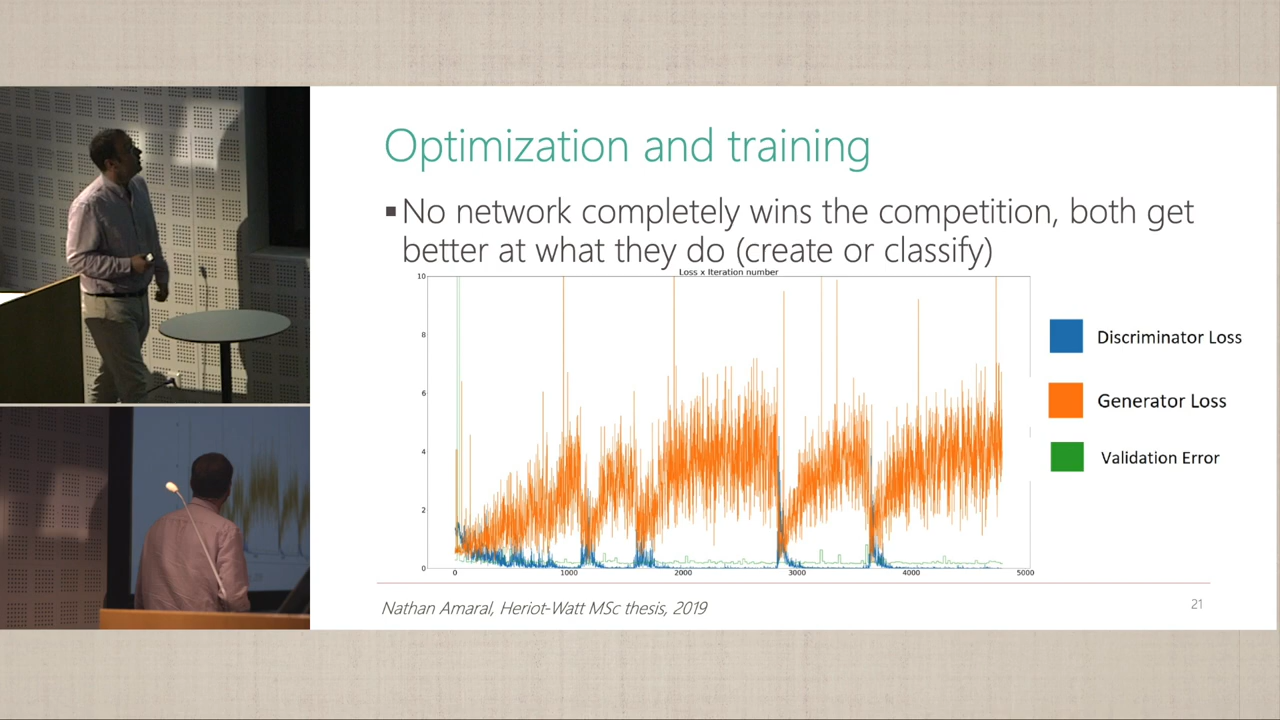 Optimization and training
▪No network completely wins the competition, both get
better at what they do (create or classify)
Loss x Iteration number
10
8
6
4
2
0
0 1000 2000 3000 4000 5000
Discriminator Loss
Generator Loss
Validation Error
Nathan Amaral, Heriot-Watt MSc thesis, 2019
21